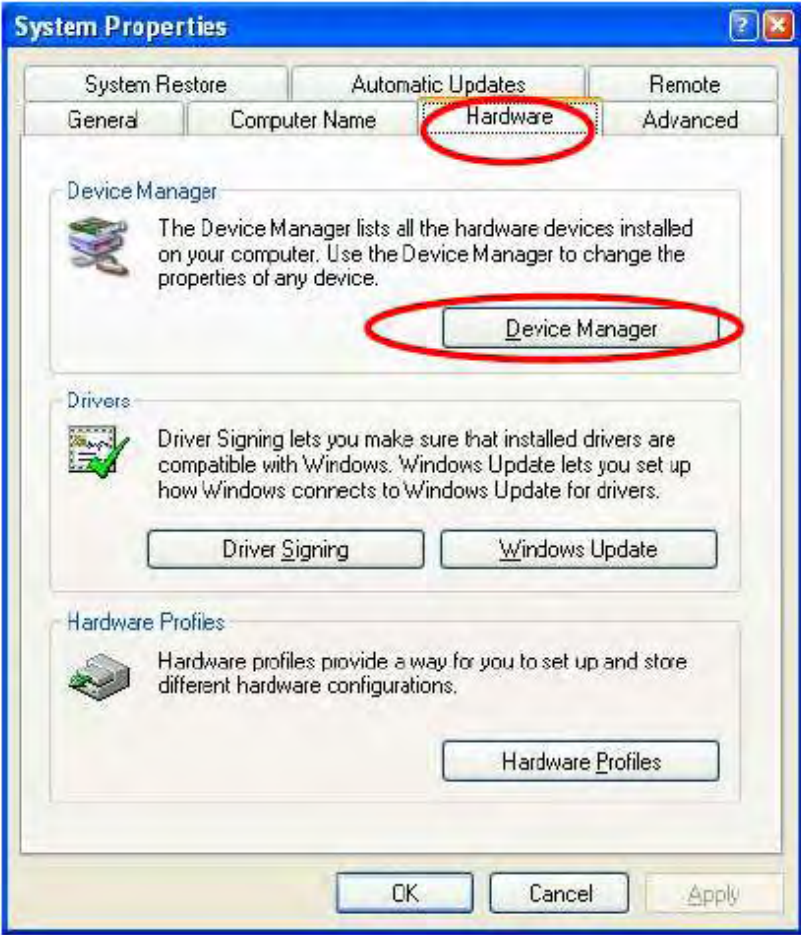 System Properties
System Restore Automatic Updates Remote
General Computer Name Hardware Advanced
Device Manager
The Device Manager lists all the hardware devices installed
on your computer. Use the Device Manager to change the
properties of any device.
Device Manager
Drivers
Driver Signing lets you make sure that installed drivers are
compatible with Windows. Windows Update lets you set up
how Windows connects to Windows Update for drivers.
Driver Signing Windows Update
Hardware Profiles
Hardware profiles provide a way for you to set up and store
different hardware configurations.
Hardware Profiles
OK Cancel Apply